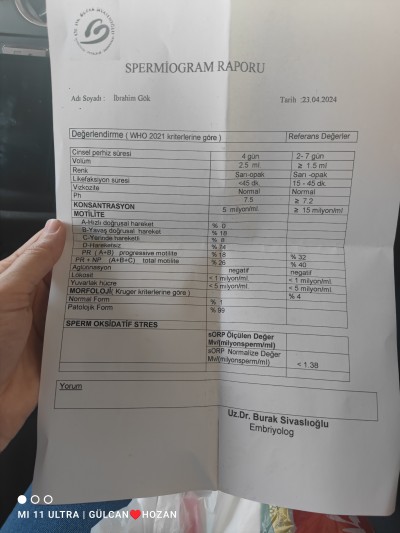 SPERMİOGRAM RAPORU
Adı Soyadı : İbrahim Gök Tarih :23.04.2024
Değerlendirme ( WHO 2021 kriterlerine göre ) Referans Değerler
Cinsel perhiz süresi 4 gün 2- 7 gün
Volum 2.5 ml. ≥ 1.5 ml
Renk Sarı-opak Sarı -opak
Likefaksiyon süresi <45 dk. 15 - 45 dk.
Vizkozite Normal Normal
Ph 7.5 ≥ 7.2
KONSANTRASYON 5 milyon/ml. ≥ 15 milyon/ml
MOTİLİTE
A-Hızlı doğrusal hareket % 0
B-Yavaş doğrusal hareket % 18
C-Yerinde hareketli % 8
D-Hareketsiz % 74
PR ( A+B) progressive motilite % 18 % 32
PR + NP (A+B+C) total motilite % 26 % 40
Aglütinasyon negatif negatif
Lökosit < 1 milyon/ml. < 1 milyon/ml.
Yuvarlak hücre < 5 milyon/ml. < 5 milyon/ml.
MORFOLOJİ( Kruger kriterlerine göre ) % 4
Normal Form % 1
Patolojik Form % 99
SPERM OKSİDATİF STRES
sORP Ölçülen Değer
Mv/(milyonsperm/ml)
sORP Normalize Değer
Mv/(milyonsperm/ml) < 1.38
Yorum
Uz.Dr. Burak Sivaslıoğlu
Embriyolog
MI 11 ULTRA | GÜLCAN❤HOZAN